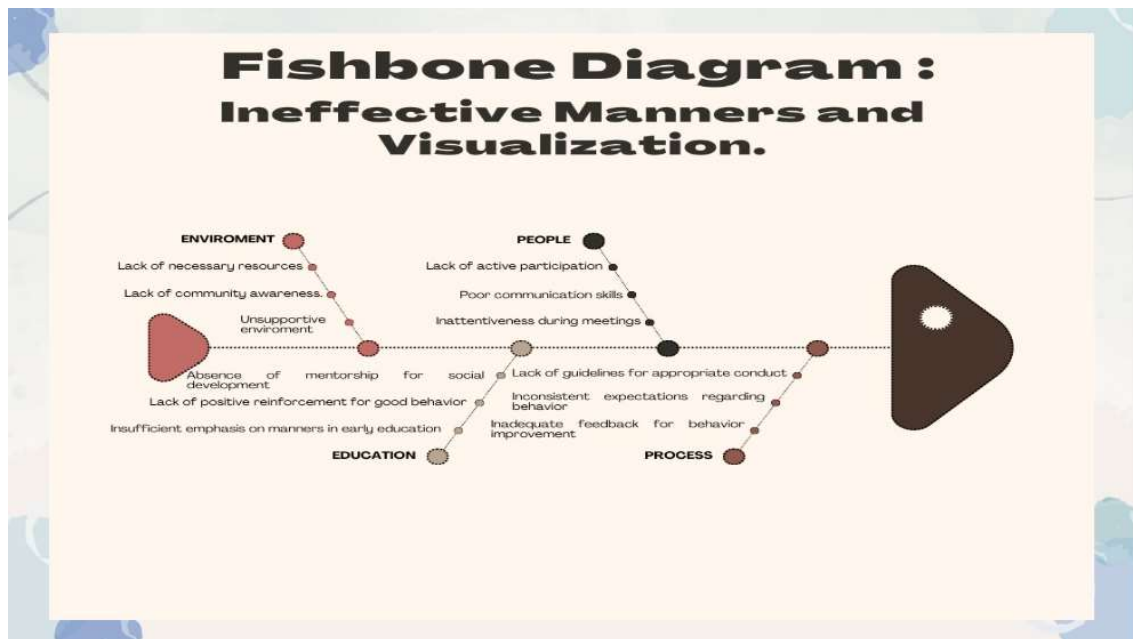 Fishbone Diagram :
Ineffective Manners and
Visualization.
ENVIROMENT
Lack of necessary resources
Lack of community awareness.
Unsupportive
enviroment
PEOPLE
Lack of active participation
Poor communication skills
Inattentiveness during meetings
Absence of mentorship for social
development
Lack of positive reinforcement for good behavior
Insufficient emphasis on manners in early education
EDUCATION
Lack of guidelines for appropriate conduct
Inconsistent expectations regarding
behavior
Inadequate feedback for behavior
improvement
PROCESS